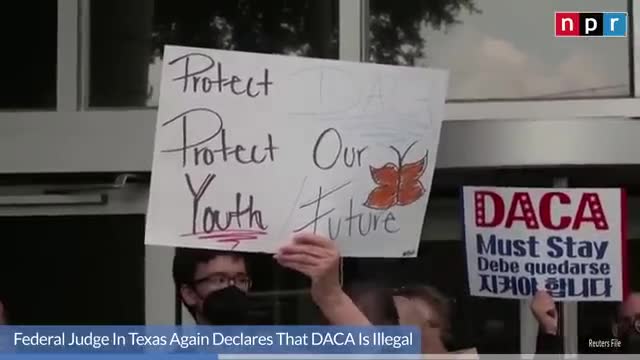 npr
Protect DACA
Protect Our
Youth / Future
DACA
Must Stay
Debe quedarse
지켜야 합니다
Federal Judge In Texas Again Declares That DACA Is Illegal
Reuters File